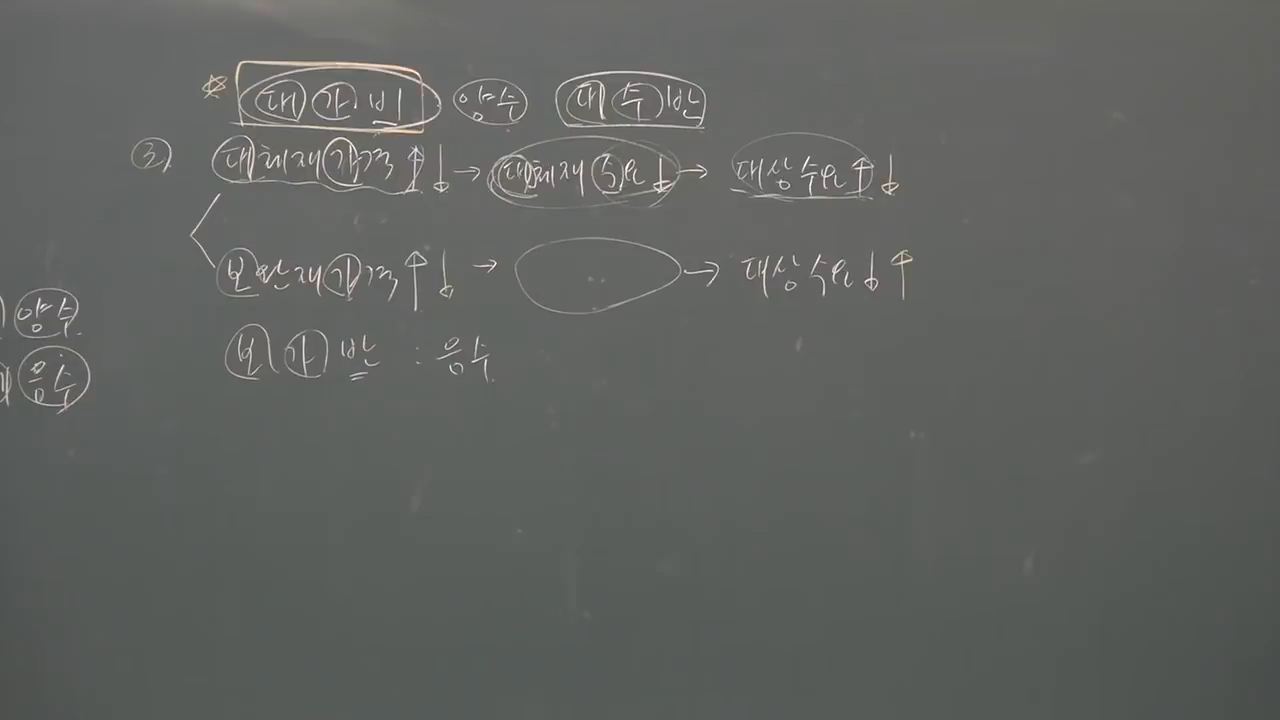 ☆ 대 가 비 양수 대 수 반
③ 대체재 가격 ↑ ↓ → 대체재 수요 ↓ → 대상 수요 ↑ ↓
보완재 가격 ↑ ↓ → → 대상 수요 ↓ ↑
보 가 반 : 음수
양수
음수